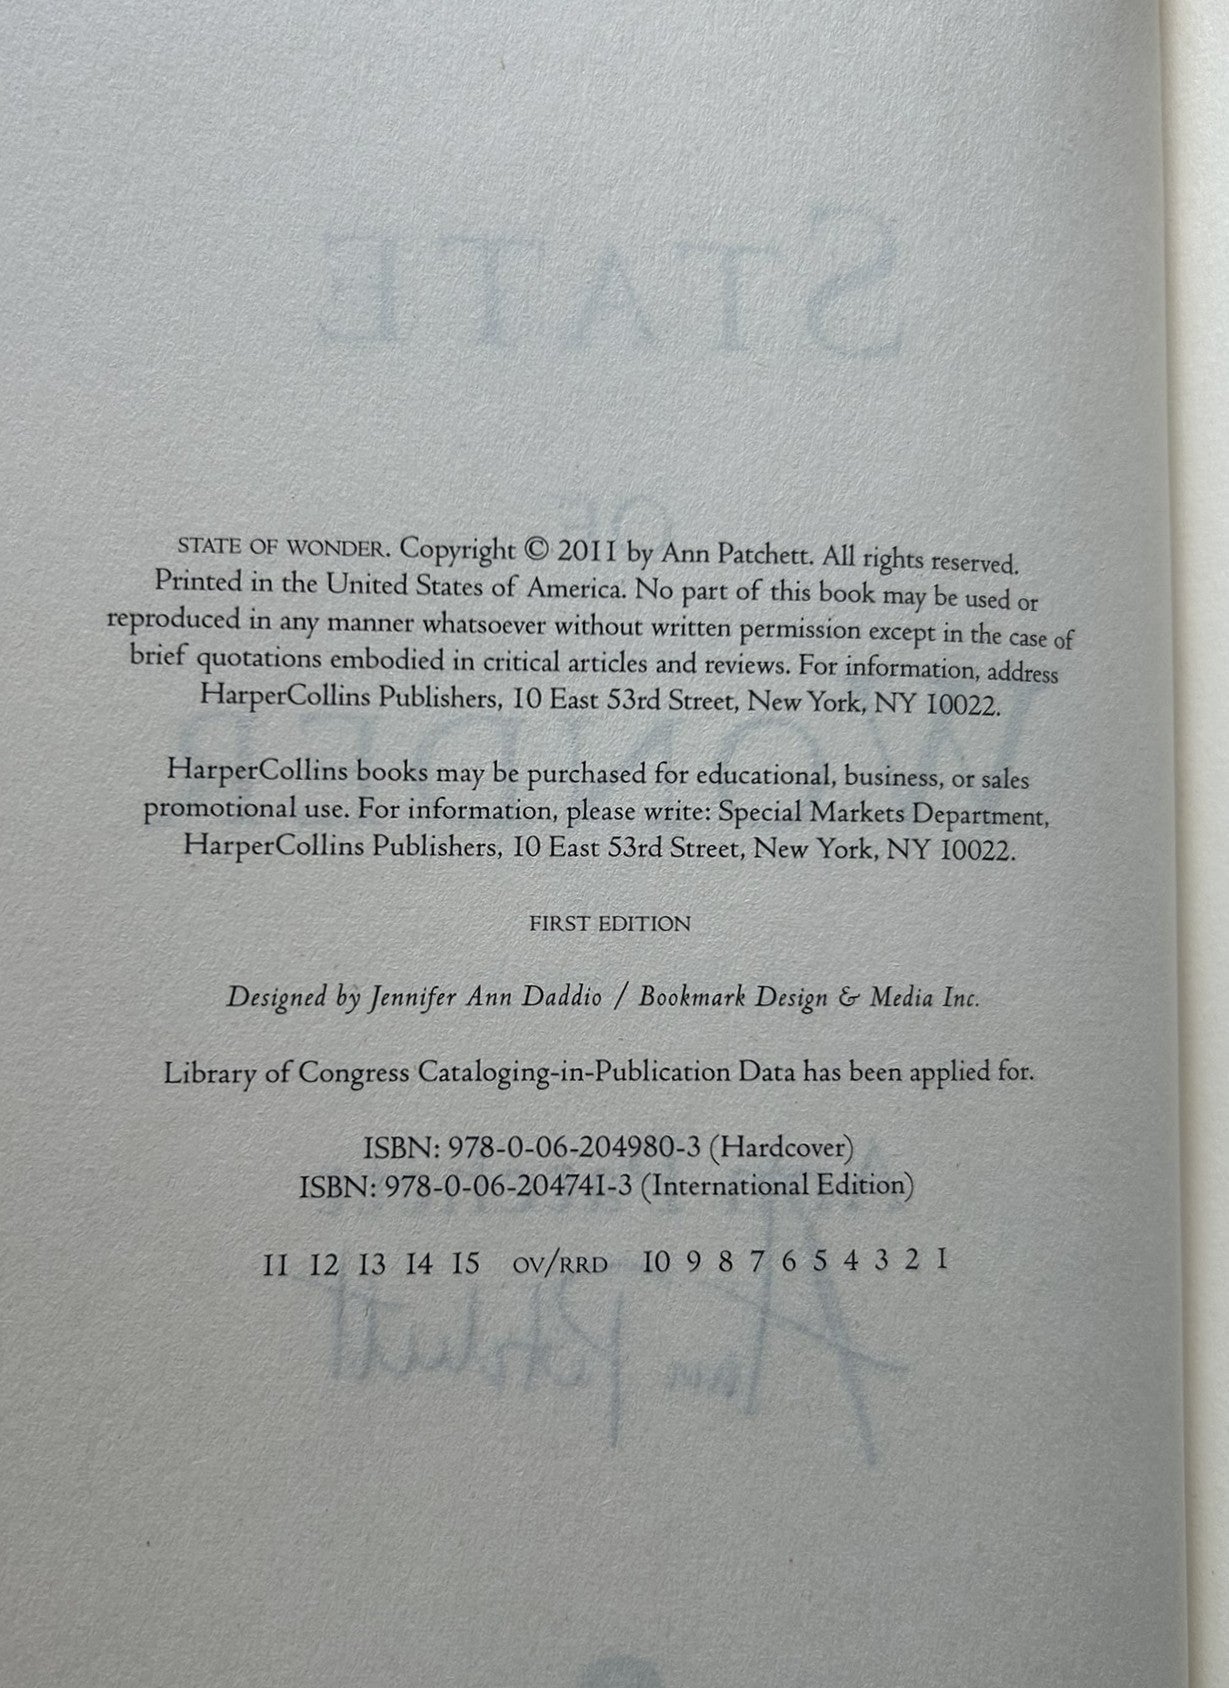 STATE
OF
STATE OF WONDER. Copyright © 2011 by Ann Patchett. All rights reserved.
Printed in the United States of America. No part of this book may be used or
reproduced in any manner whatsoever without written permission except in the case of
brief quotations embodied in critical articles and reviews. For information, address
HarperCollins Publishers, 10 East 53rd Street, New York, NY 10022.
WONDER
HarperCollins books may be purchased for educational, business, or sales
promotional use. For information, please write: Special Markets Department,
HarperCollins Publishers, 10 East 53rd Street, New York, NY 10022.
FIRST EDITION
Designed by Jennifer Ann Daddio / Bookmark Design & Media Inc.
Library of Congress Cataloging-in-Publication Data has been applied for.
ISBN: 978-0-06-204980-3 (Hardcover)
ISBN: 978-0-06-204741-3 (International Edition)
Ann Patchett
11 12 13 14 15 OV/RRD 10 9 8 7 6 5 4 3 2 1
Ann Patchett